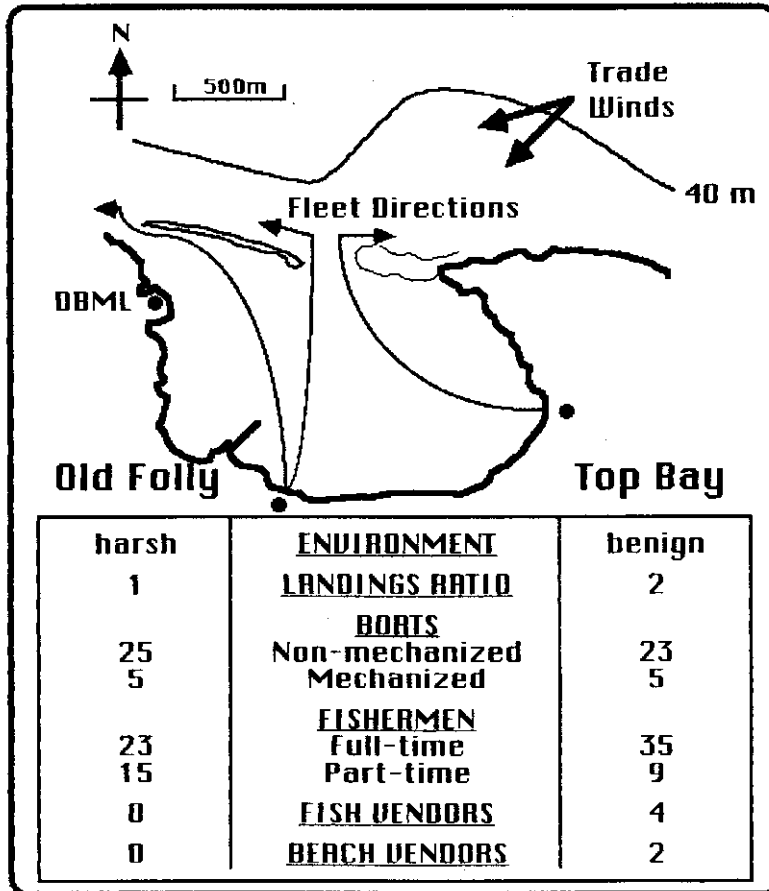 N
500m
Trade
Winds
40 m
Fleet Directions
DBML
Old Folly
Top Bay
harsh ENVIRONMENT benign
1 LANDINGS RATIO 2
BOATS
25 Non-mechanized 23
5 Mechanized 5
FISHERMEN
23 Full-time 35
15 Part-time 9
0 FISH VENDORS 4
0 BEACH VENDORS 2